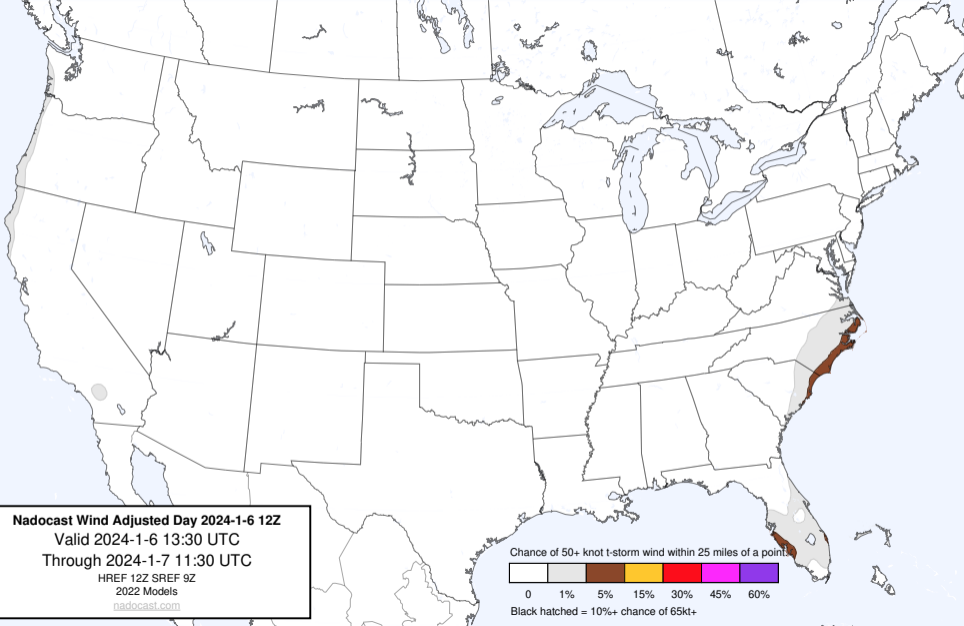 Nadocast Wind Adjusted Day 2024-1-6 12Z
Valid 2024-1-6 13:30 UTC
Through 2024-1-7 11:30 UTC
HREF 12Z SREF 9Z
2022 Models
nadocast.com
Chance of 50+ knot t-storm wind within 25 miles of a point.
0 1% 5% 15% 30% 45% 60%
Black hatched = 10%+ chance of 65kt+